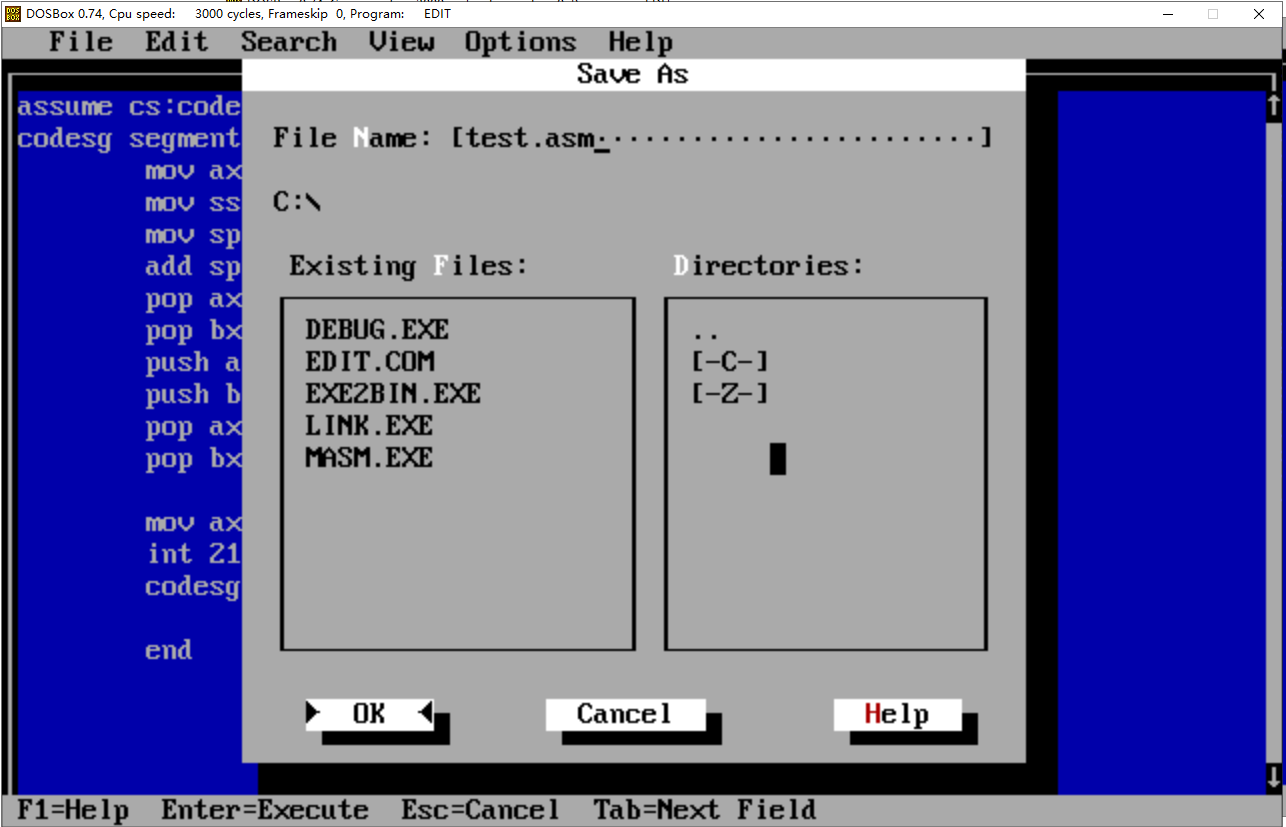 DOSBox 0.74, Cpu speed: 3000 cycles, Frameskip 0, Program: EDIT
File Edit Search View Options Help
Save As
assume cs:code
codesg segment
mov ax
mov ss
mov sp
add sp
pop ax
pop bx
push a
push b
pop ax
pop bx
mov ax
int 21
codesg
end
File Name: [test.asm_························]
C:\
Existing Files:
DEBUG.EXE
EDIT.COM
EXE2BIN.EXE
LINK.EXE
MASM.EXE
Directories:
..
[-C-]
[-Z-]
OK
Cancel
Help
F1=Help Enter=Execute Esc=Cancel Tab=Next Field